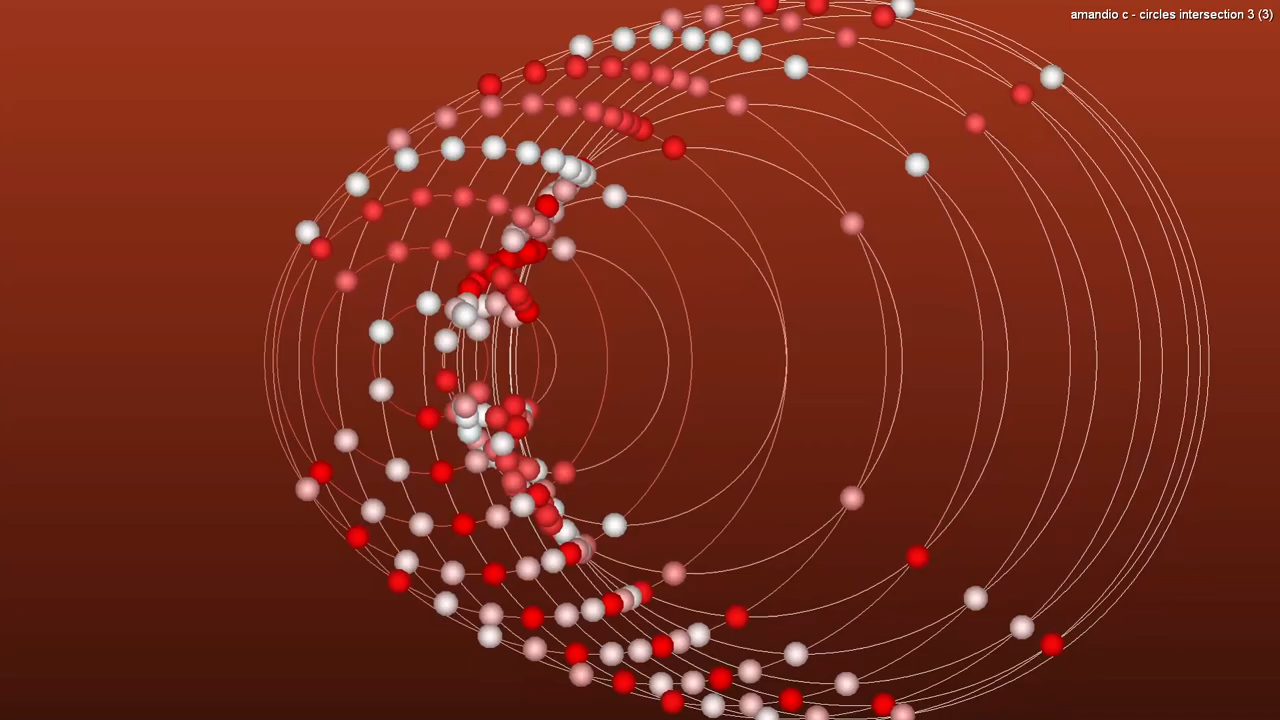 amandio c - circles intersection 3 (3)